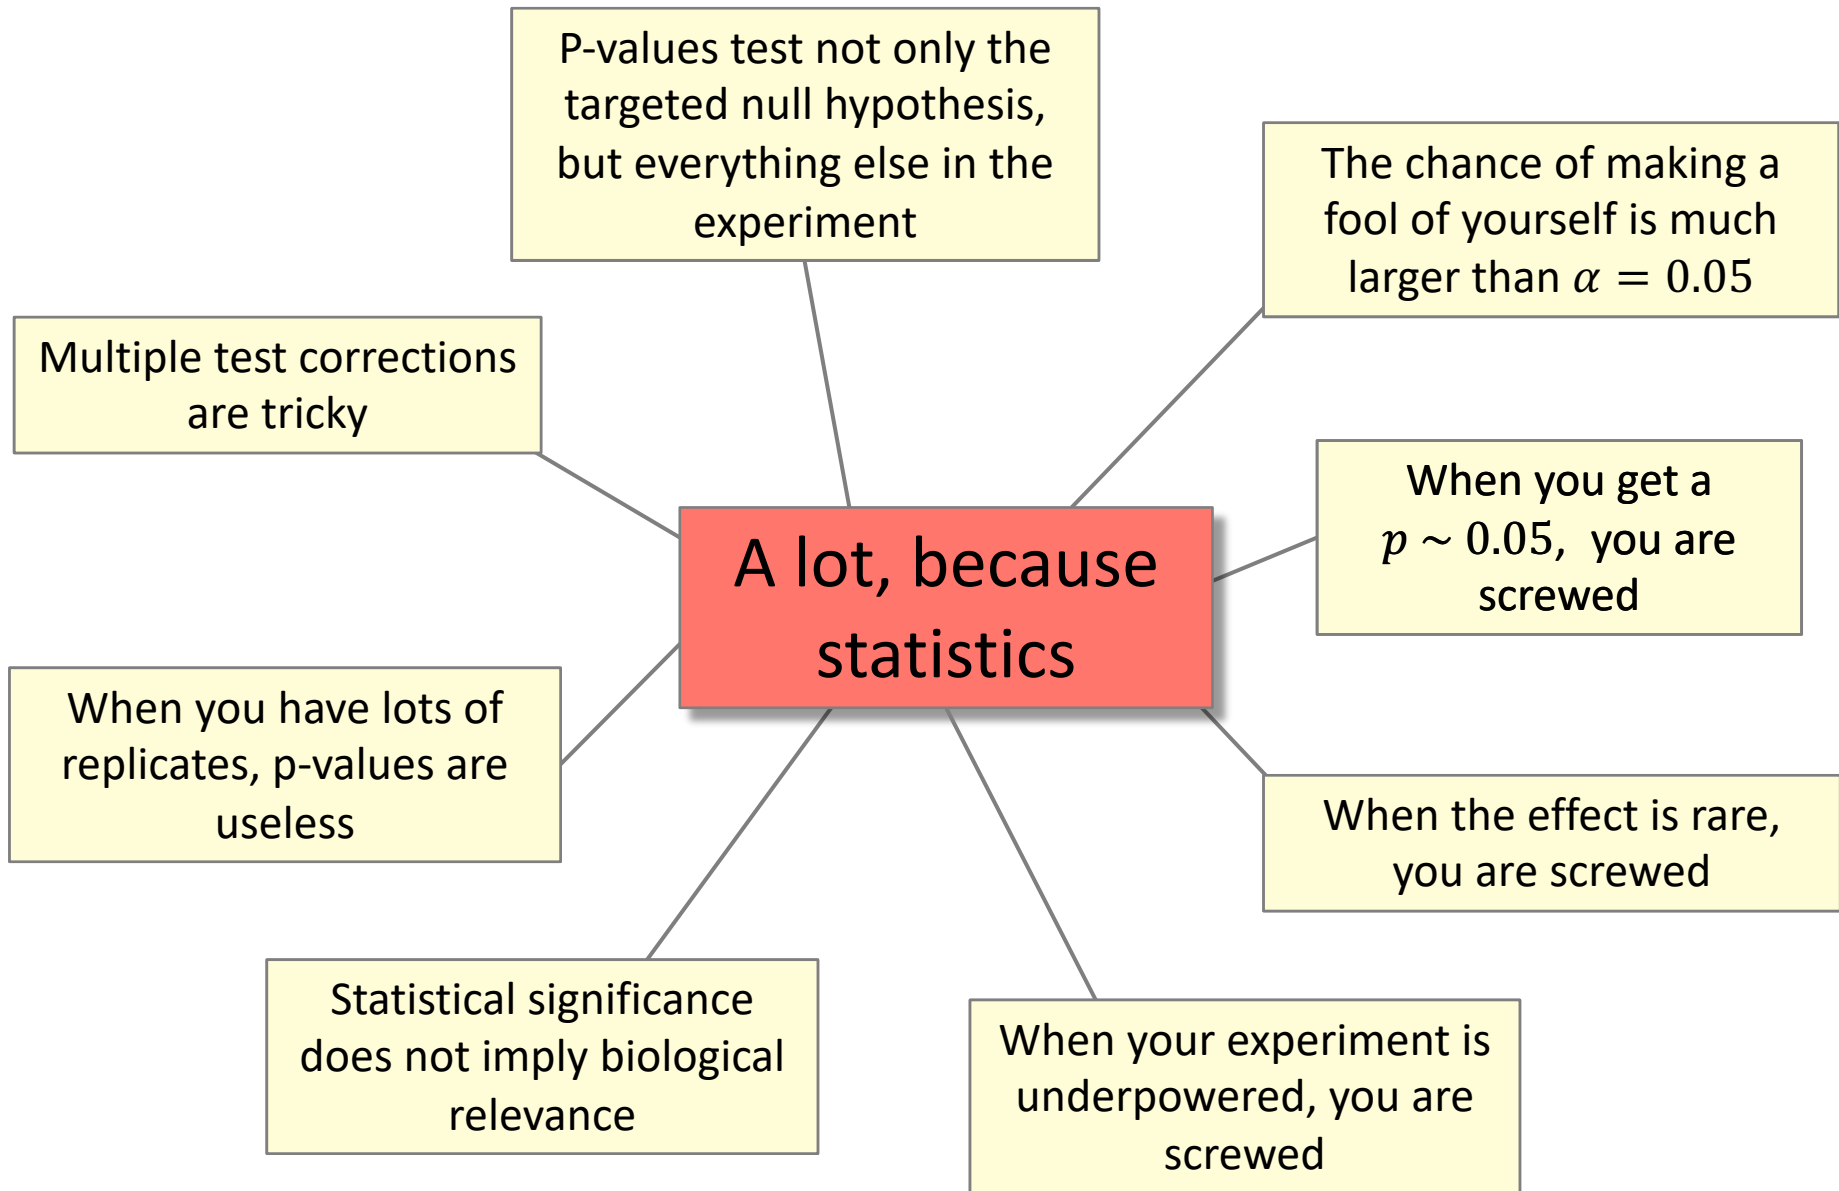 P-values test not only the
targeted null hypothesis,
but everything else in the
experiment
The chance of making a
fool of yourself is much
larger than α = 0.05
Multiple test corrections
are tricky
When you get a
p ~ 0.05, you are
screwed
A lot, because
statistics
When you have lots of
replicates, p-values are
useless
When the effect is rare,
you are screwed
Statistical significance
does not imply biological
relevance
When your experiment is
underpowered, you are
screwed